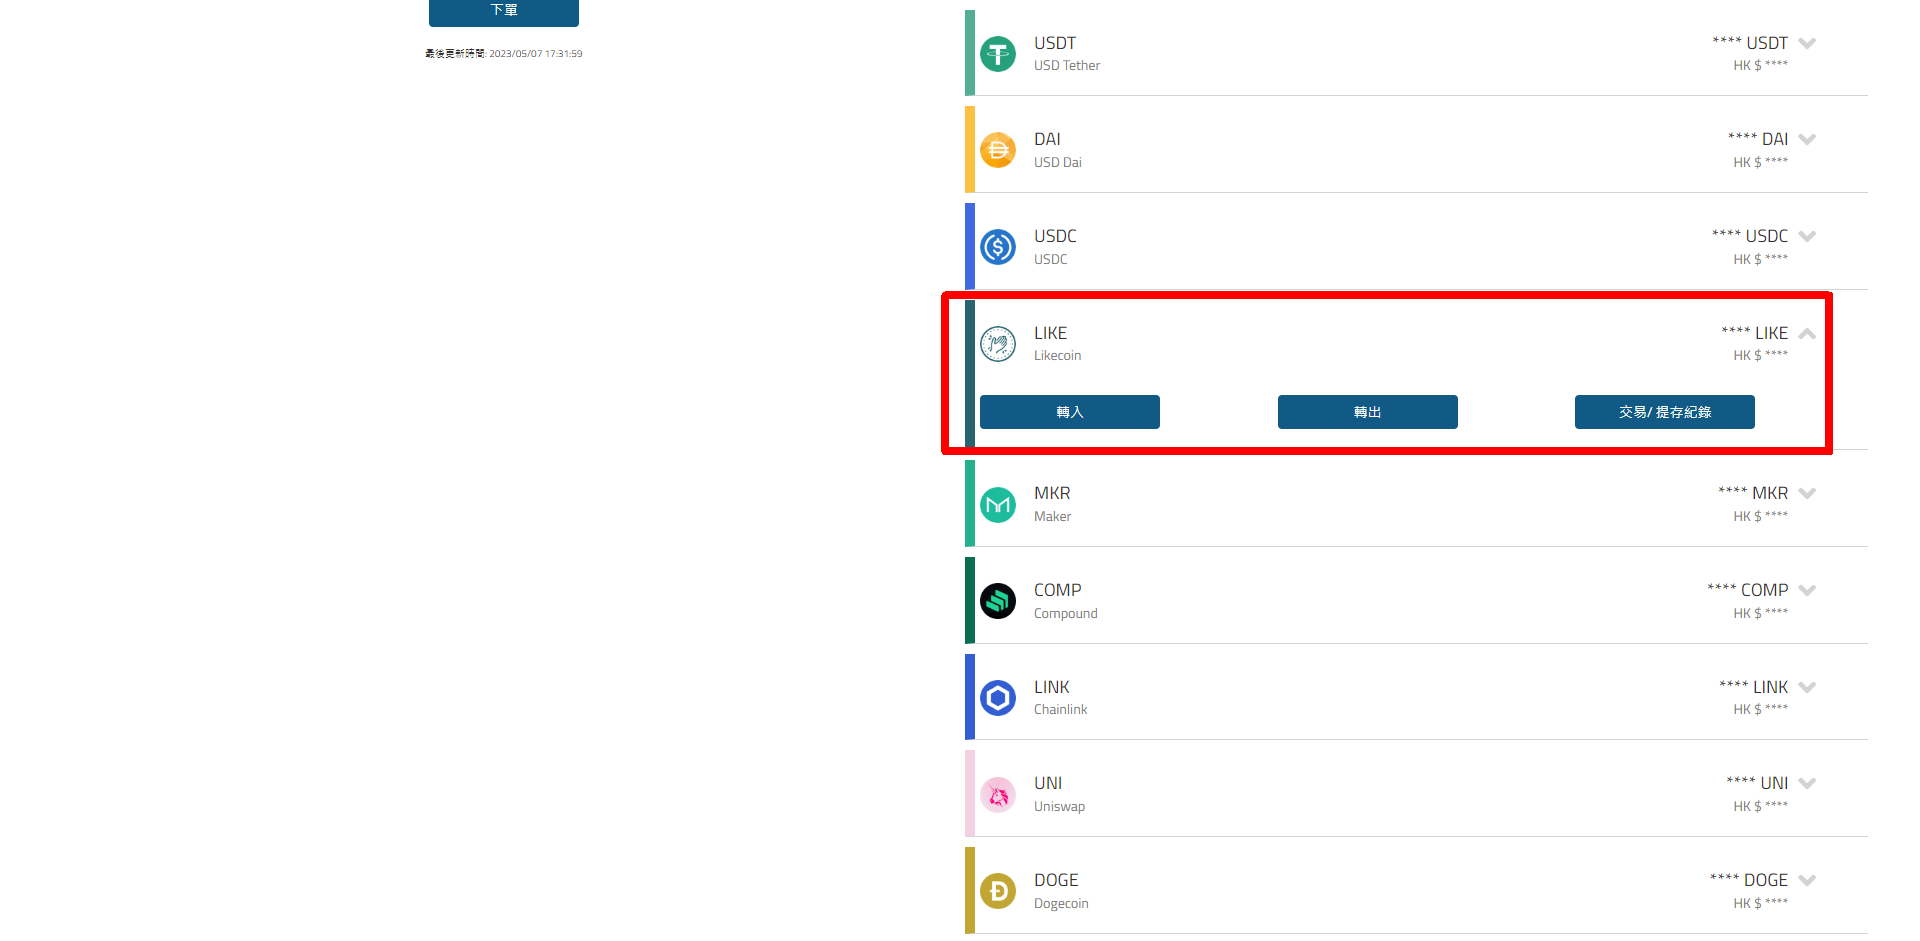 下單
最後更新時間: 2023/05/07 17:31:59
USDT
USD Tether
**** USDT
HK $ ****
DAI
USD Dai
**** DAI
HK $ ****
USDC
USDC
**** USDC
HK $ ****
LIKE
Likecoin
**** LIKE
HK $ ****
轉入
轉出
交易/ 提存紀錄
MKR
Maker
**** MKR
HK $ ****
COMP
Compound
**** COMP
HK $ ****
LINK
Chainlink
**** LINK
HK $ ****
UNI
Uniswap
**** UNI
HK $ ****
DOGE
Dogecoin
**** DOGE
HK $ ****